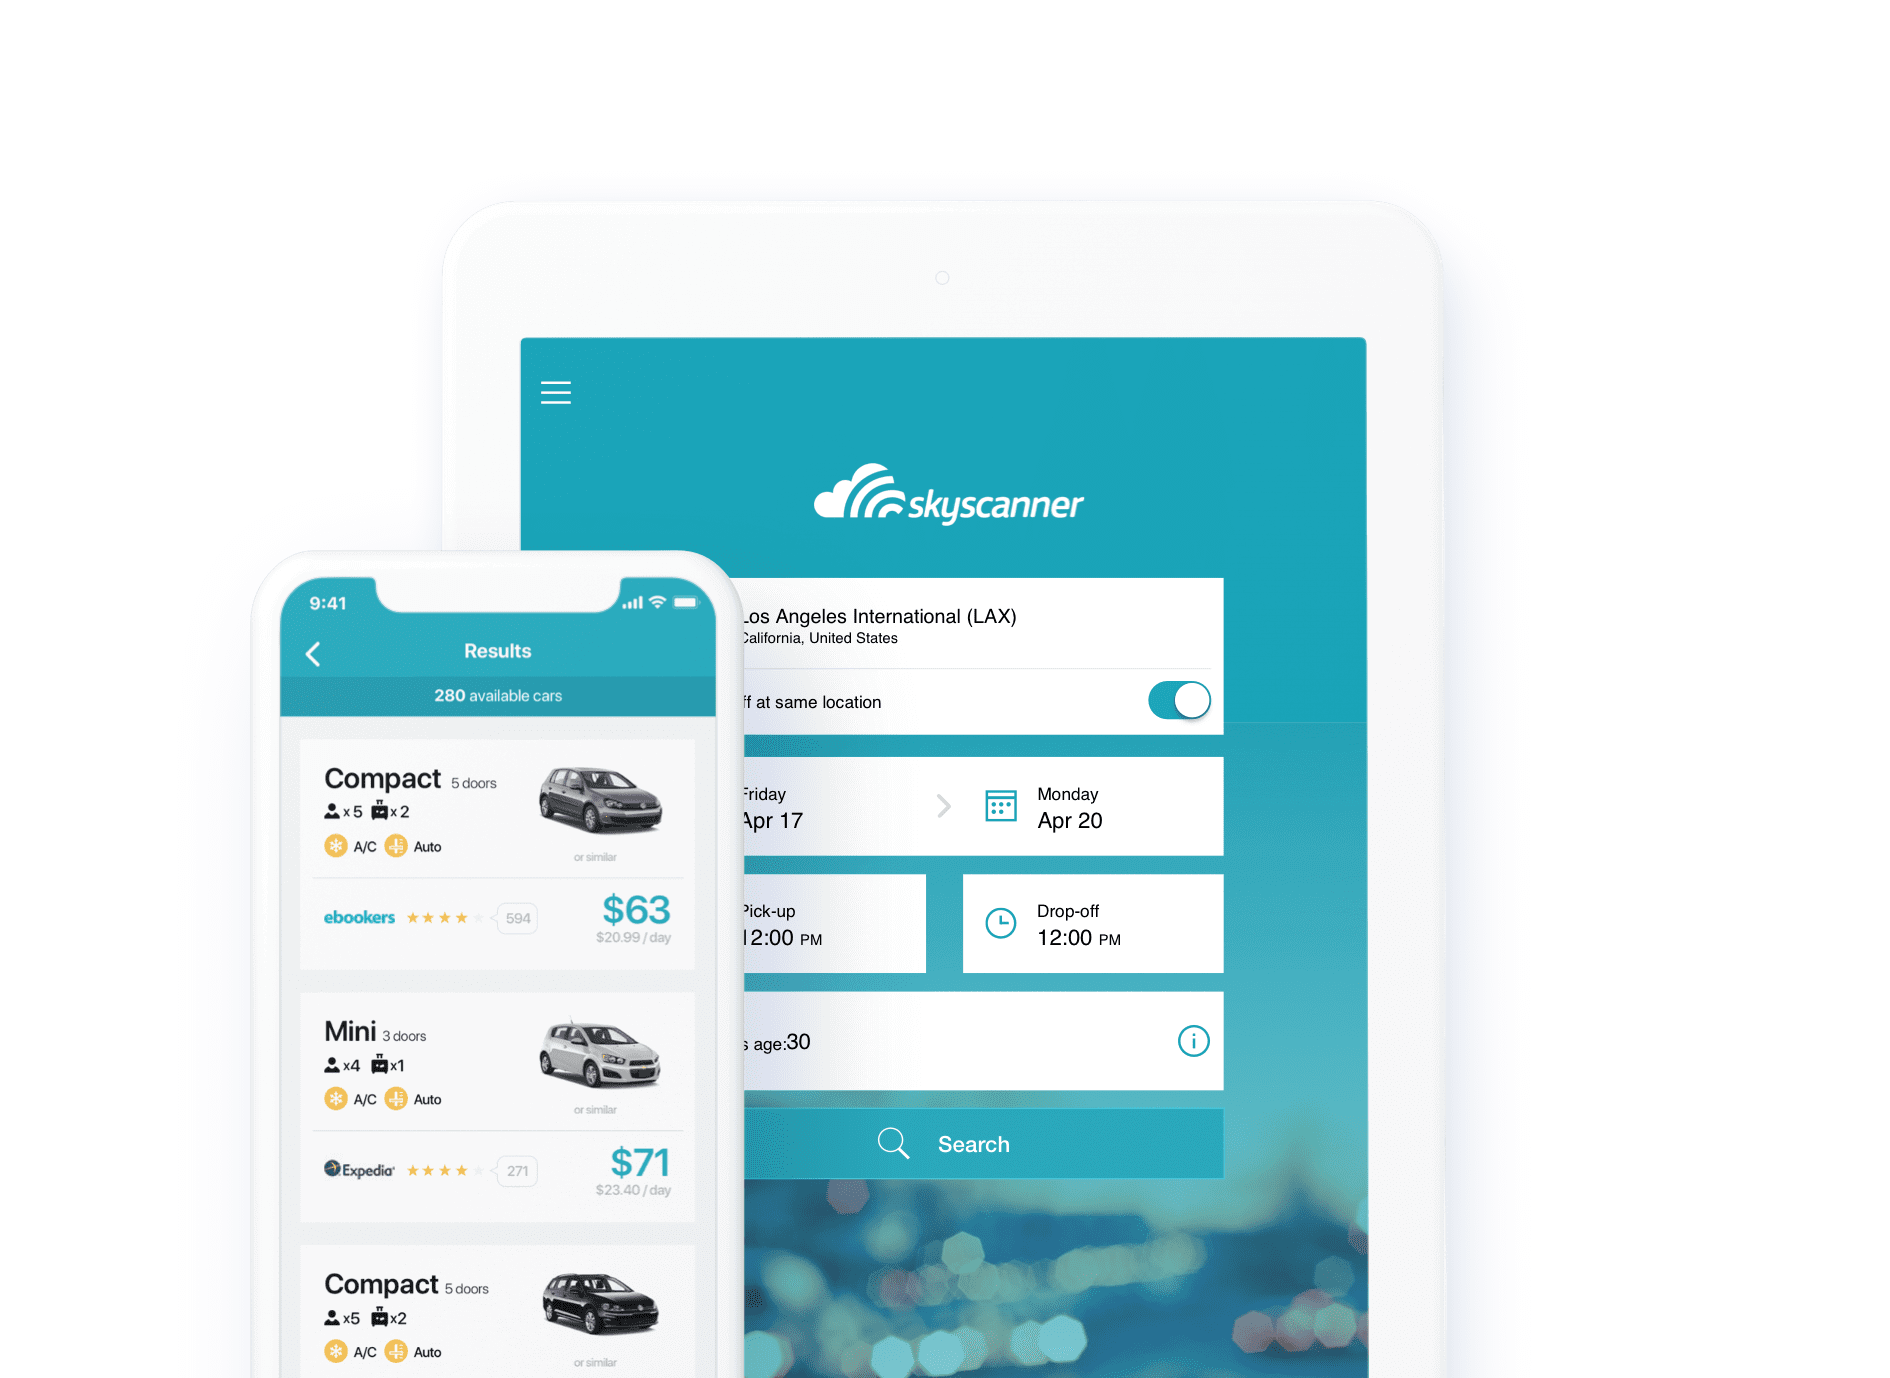 skyscanner
Los Angeles International (LAX)
California, United States
ff at same location
Friday
Apr 17
Monday
Apr 20
Pick-up
12:00 PM
Drop-off
12:00 PM
s age:30
Search
9:41
Results
280 available cars
Compact 5 doors
x5 x2
A/C Auto
or similar
ebookers 594
$63
$20.99 / day
Mini 3 doors
x4 x1
A/C Auto
or similar
Expedia 271
$71
$23.40 / day
Compact 5 doors
x5 x2
A/C Auto
or similar